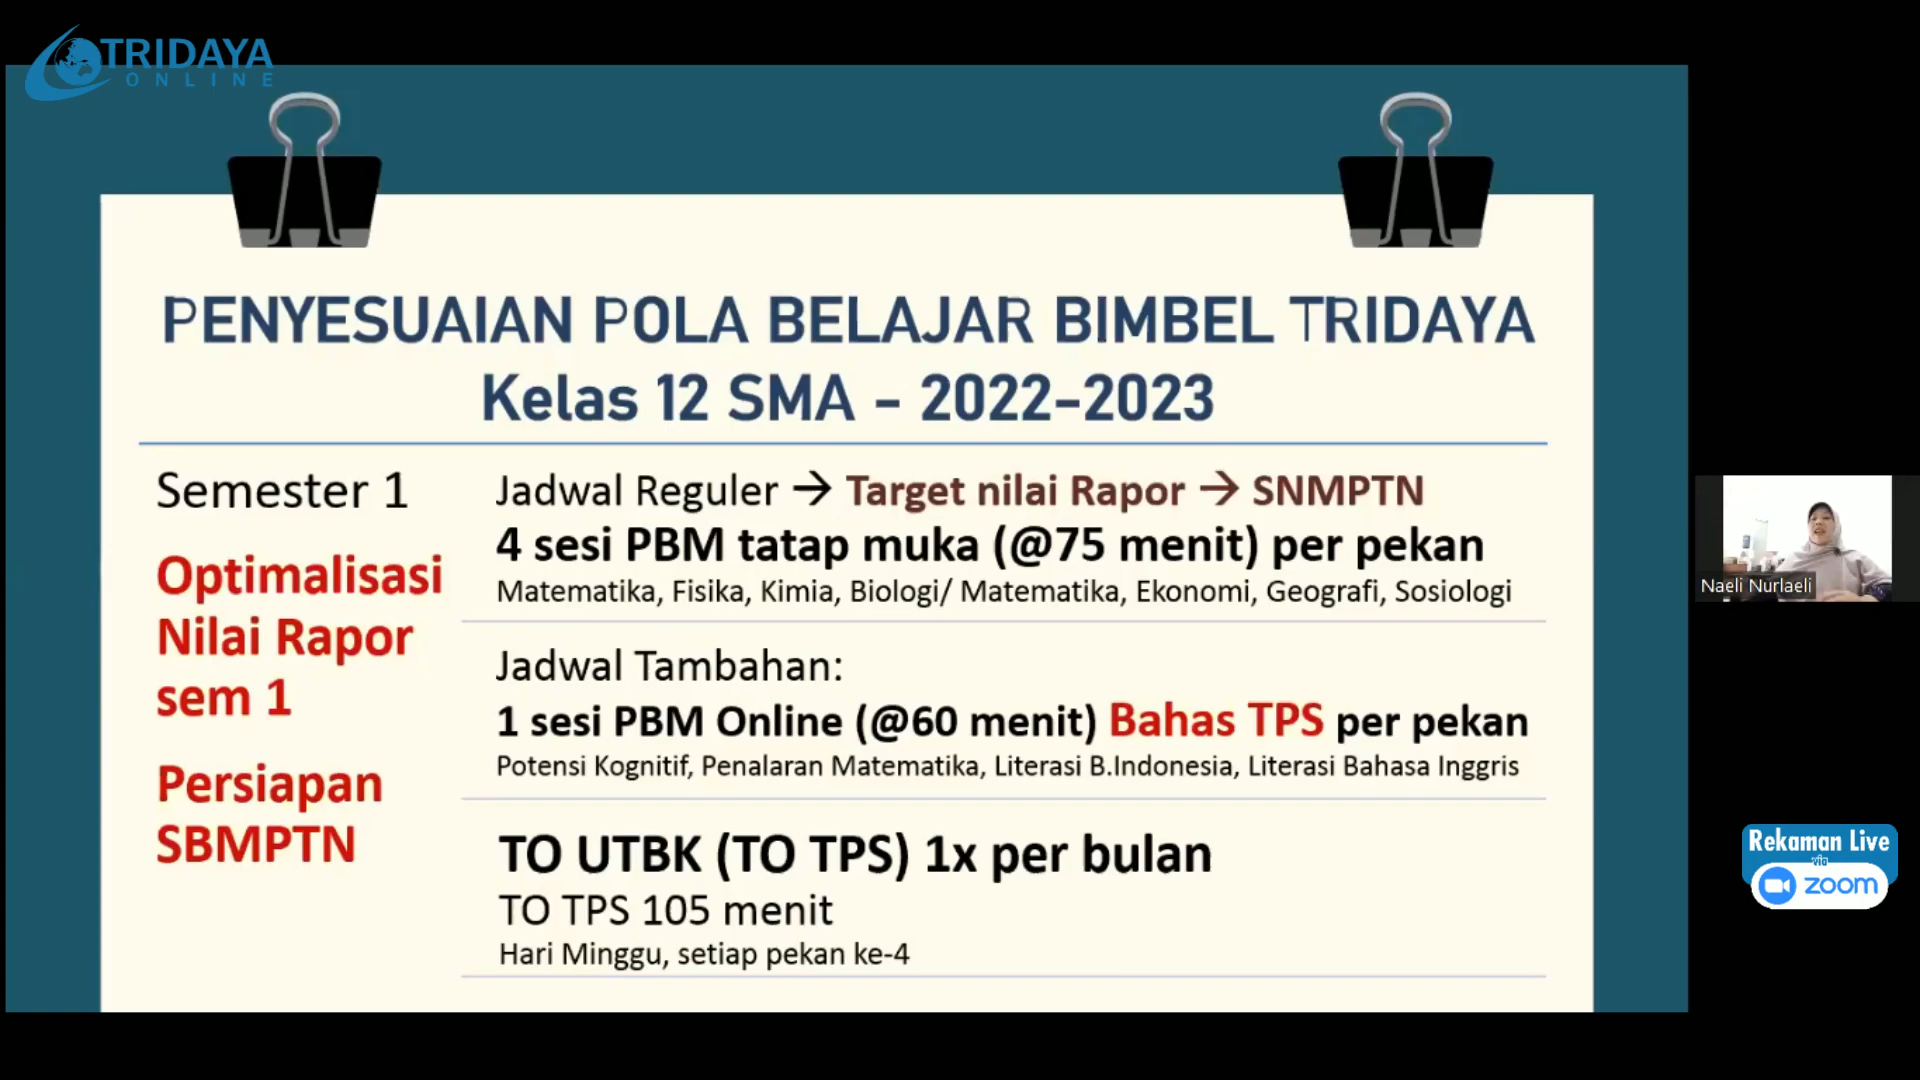 TRIDAYA
ONLINE
PENYESUAIAN POLA BELAJAR BIMBEL TRIDAYA
Kelas 12 SMA - 2022-2023
Semester 1
Optimalisasi
Nilai Rapor
sem 1
Persiapan
SBMPTN
Jadwal Reguler → Target nilai Rapor → SNMPTN
4 sesi PBM tatap muka (@75 menit) per pekan
Matematika, Fisika, Kimia, Biologi/ Matematika, Ekonomi, Geografi, Sosiologi
Jadwal Tambahan:
1 sesi PBM Online (@60 menit) Bahas TPS per pekan
Potensi Kognitif, Penalaran Matematika, Literasi B.Indonesia, Literasi Bahasa Inggris
TO UTBK (TO TPS) 1x per bulan
TO TPS 105 menit
Hari Minggu, setiap pekan ke-4
Naeli Nurlaeli
Rekaman Live
via
zoom